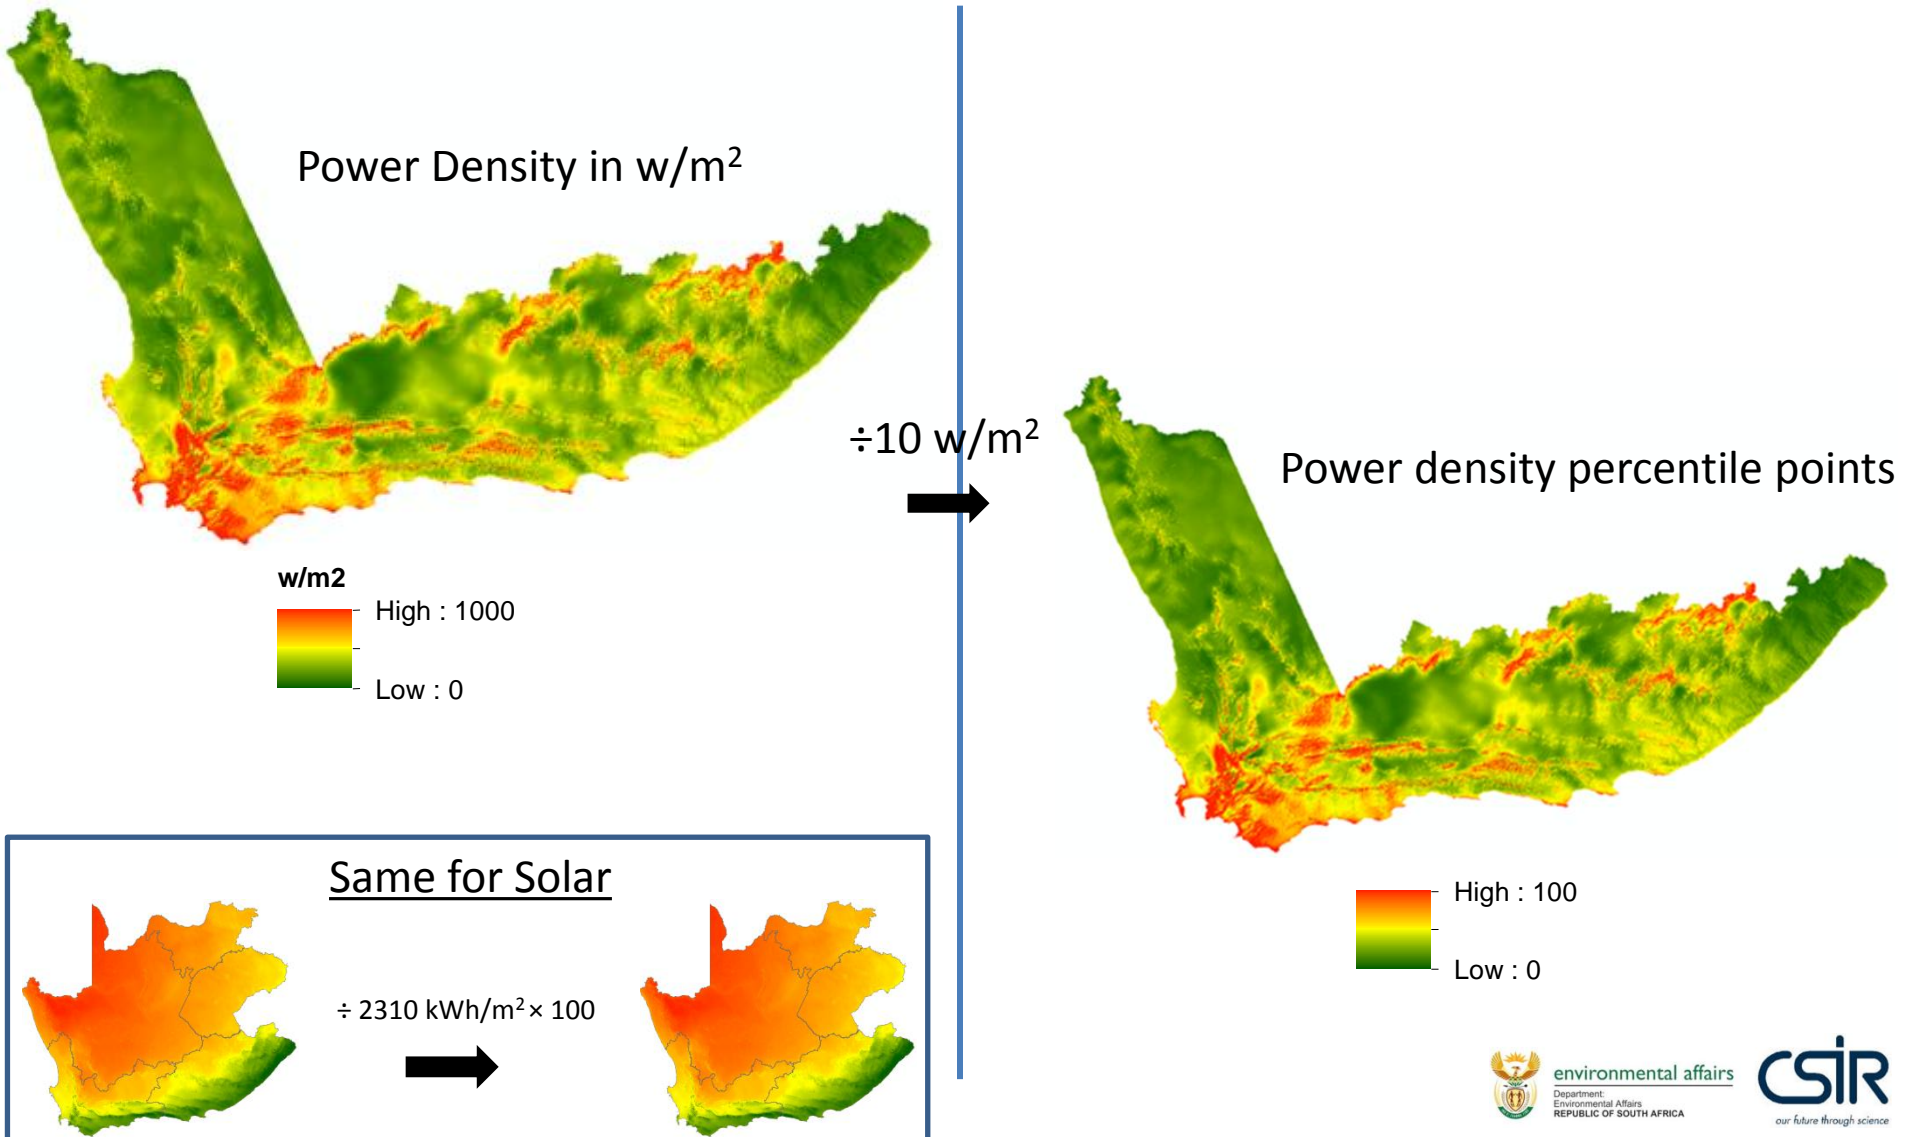 Power Density in w/m²
w/m2
High : 1000
Low : 0
÷10 w/m²
Power density percentile points
High : 100
Low : 0
Same for Solar
÷ 2310 kWh/m² × 100
environmental affairs
Department:
Environmental Affairs
REPUBLIC OF SOUTH AFRICA
CSIR
our future through science